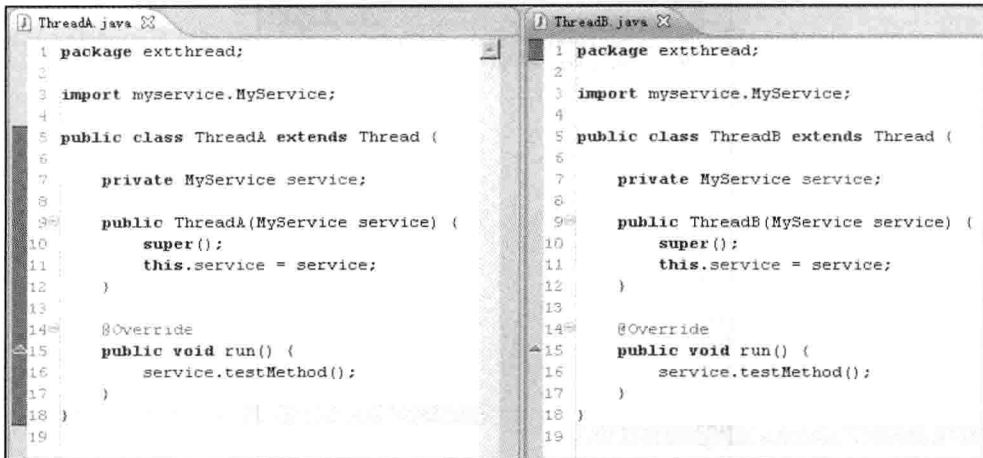 ThreadA.java
1 package extthread;
2
3 import myservice.MyService;
4
5 public class ThreadA extends Thread {
6
7 private MyService service;
8
9 public ThreadA(MyService service) {
10 super();
11 this.service = service;
12 }
13
14 @Override
15 public void run() {
16 service.testMethod();
17 }
18 }
19
ThreadB.java
1 package extthread;
2
3 import myservice.MyService;
4
5 public class ThreadB extends Thread {
6
7 private MyService service;
8
9 public ThreadB(MyService service) {
10 super();
11 this.service = service;
12 }
13
14 @Override
15 public void run() {
16 service.testMethod();
17 }
18 }
19